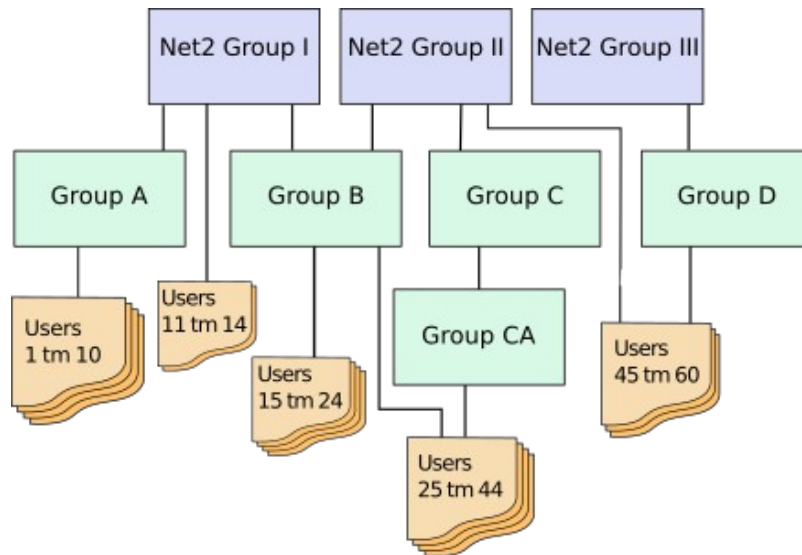 Net2 Group I
Net2 Group II
Net2 Group III
Group A
Group B
Group C
Group D
Users
1 tm 10
Users
11 tm 14
Group CA
Users
15 tm 24
Users
45 tm 60
Users
25 tm 44